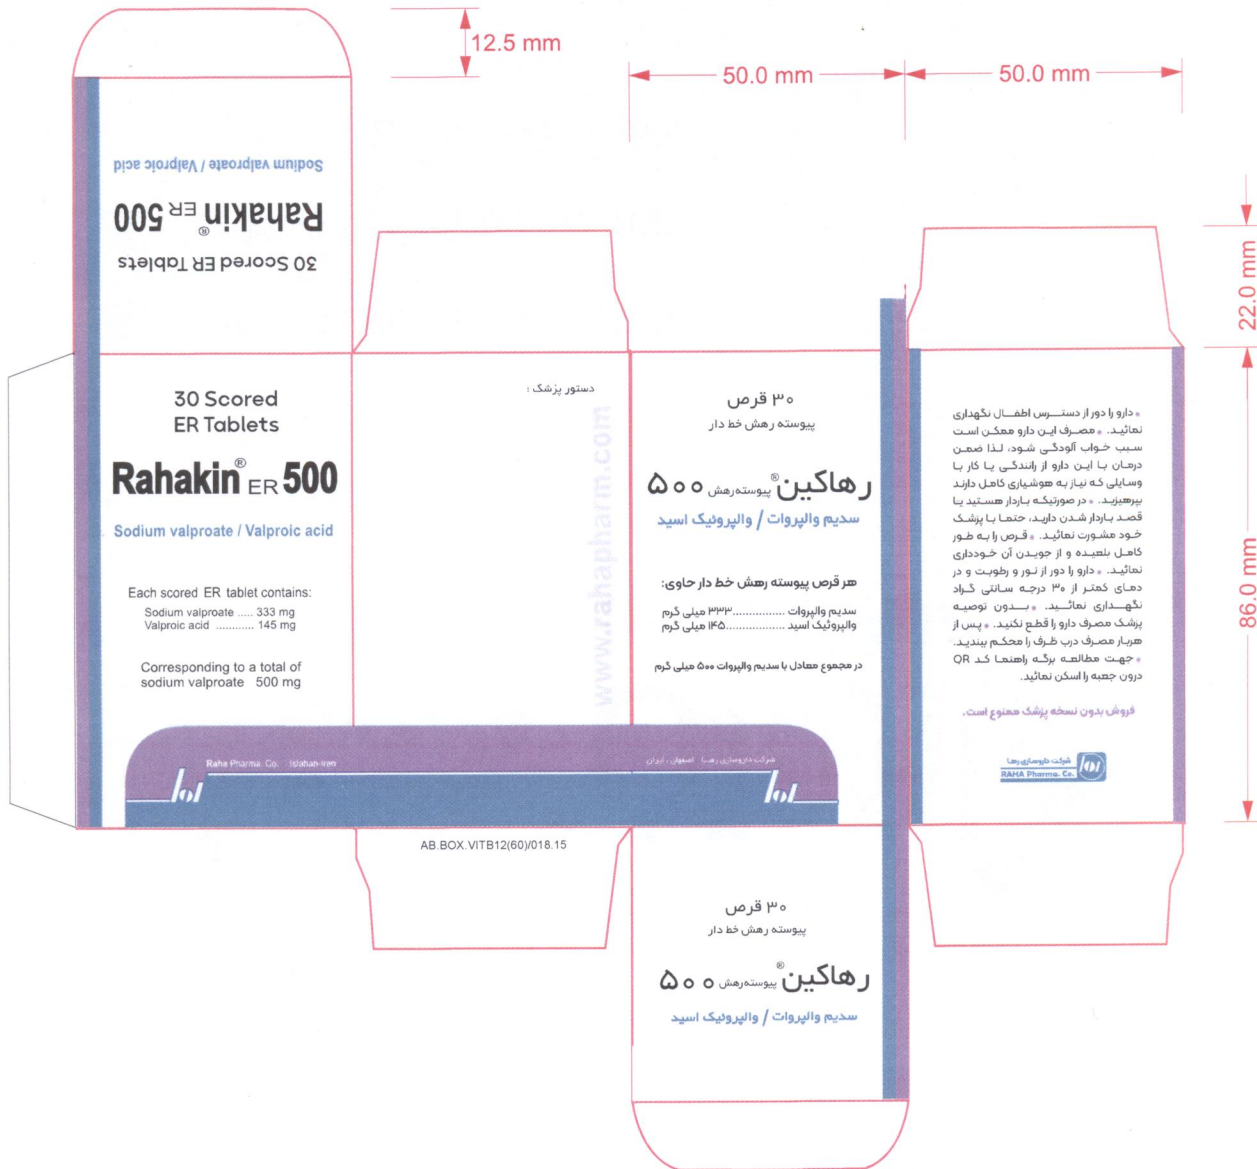 12.5 mm
50.0 mm
50.0 mm
22.0 mm
86.0 mm
30 Scored ER Tablets
Rahakin® ER 500
Sodium valproate / Valproic acid
30 Scored
ER Tablets
Rahakin® ER 500
Sodium valproate / Valproic acid
Each scored ER tablet contains:
Sodium valproate ..... 333 mg
Valproic acid ............ 145 mg
Corresponding to a total of
sodium valproate 500 mg
Raha Pharma. Co. Isfahan-Iran
دستور پزشک :
www.rahapharm.com
AB.BOX.VITB12(60)/018.15
۳۰ قرص
پیوسته رهش خط دار
رهاکین® پیوسته‌رهش ۵۰۰
سدیم والپروات / والپروئیک اسید
هر قرص پیوسته رهش خط دار حاوی:
سدیم والپروات ................۳۳۳ میلی گرم
والپروئیک اسید ..................۱۴۵ میلی گرم
در مجموع معادل با سدیم والپروات ۵۰۰ میلی گرم
شرکت داروسازی رهـا اصفهان ، ایران
۳۰ قرص
پیوسته رهش خط دار
رهاکین® پیوسته‌رهش ۵۰۰
سدیم والپروات / والپروئیک اسید
* دارو را دور از دسترس اطفال نگهداری
نمائید. * مصرف این دارو ممکن است
سبب خواب آلودگی شود، لذا ضمن
درمان با این دارو از رانندگی یا کار با
وسایلی که نیاز به هوشیاری کامل دارند
بپرهیزید. * در صورتیکه باردار هستید یا
قصد باردار شدن دارید، حتما با پزشک
خود مشورت نمائید. * قرص را به طور
کامل بلعیده و از جویدن آن خودداری
نمائید. * دارو را دور از نور و رطوبت و در
دمای کمتر از ۳۰ درجه سانتی گراد
نگهداری نمائید. * بدون توصیه
پزشک مصرف دارو را قطع نکنید. * پس از
هربار مصرف درب ظرف را محکم ببندید.
* جهت مطالعه برگه راهنما کد QR
درون جعبه را اسکن نمائید.
فروش بدون نسخه پزشک ممنوع است.
شرکت داروسازی رها
RAHA Pharma. Co.